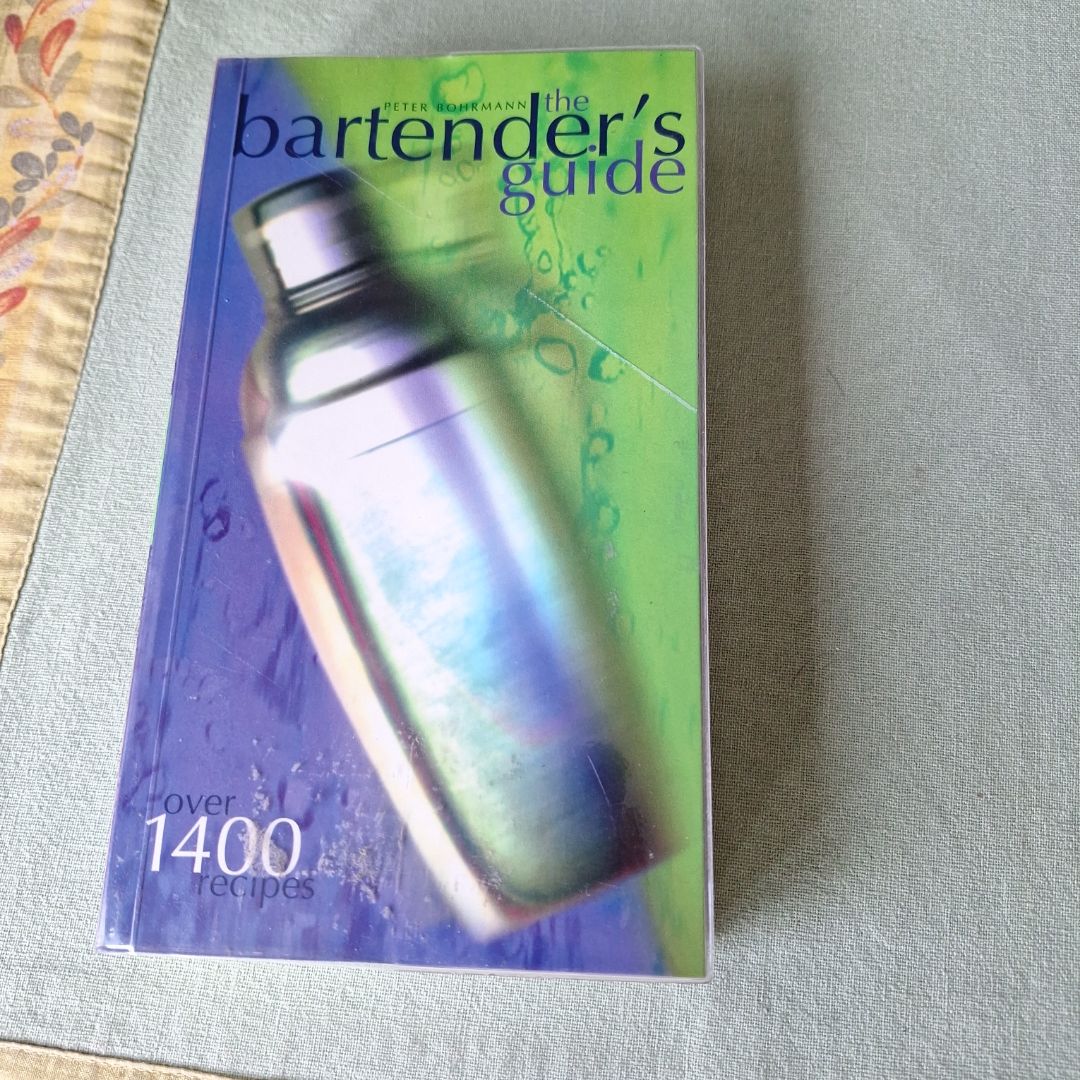 PETER BOHRMANN the
bartender's
guide
over
1400
recipes